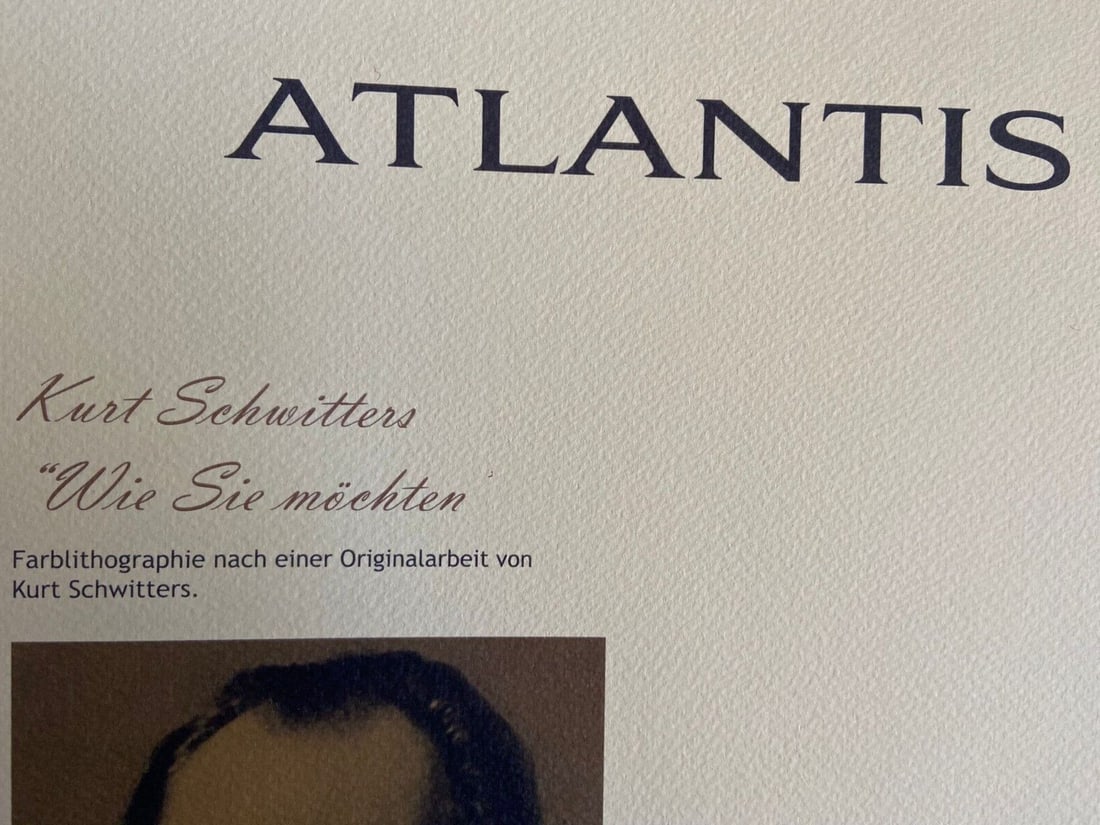 ATLANTIS
Kurt Schwitters
“Wie Sie möchten
Farblithographie nach einer Originalarbeit von
Kurt Schwitters.